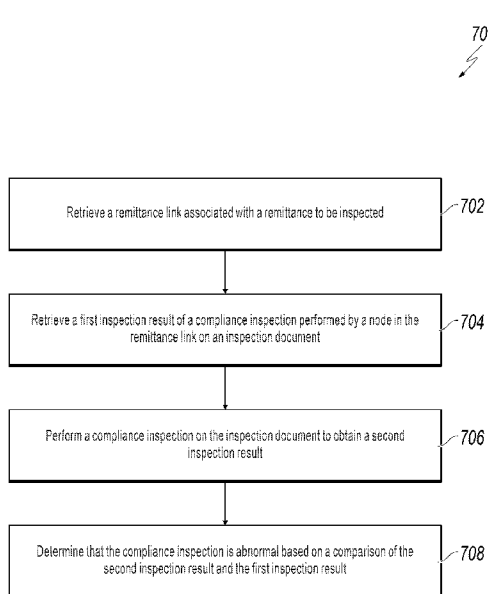 70
Retrieve a remittance link associated with a remittance to be inspected
702
Retrieve a first inspection result of a compliance inspection performed by a node in the
remittance link on an inspection document
704
Perform a compliance inspection on the inspection document to obtain a second
inspection result
706
Determine that the compliance inspection is abnormal based on a comparison of the
second inspection result and the first inspection result
708